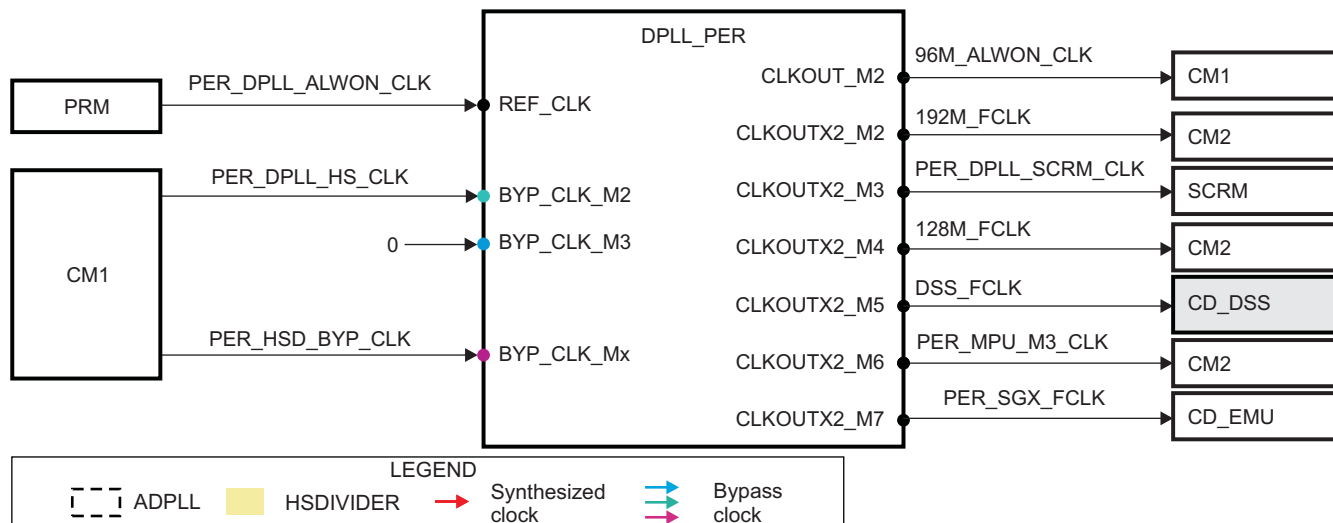 DPLL_PER
PRM
PER_DPLL_ALWON_CLK
REF_CLK
CM1
PER_DPLL_HS_CLK
BYP_CLK_M2
0
BYP_CLK_M3
PER_HSD_BYP_CLK
BYP_CLK_Mx
CLKOUT_M2
96M_ALWON_CLK
CM1
CLKOUTX2_M2
192M_FCLK
CM2
CLKOUTX2_M3
PER_DPLL_SCRM_CLK
SCRM
CLKOUTX2_M4
128M_FCLK
CM2
CLKOUTX2_M5
DSS_FCLK
CD_DSS
CLKOUTX2_M6
PER_MPU_M3_CLK
CM2
CLKOUTX2_M7
PER_SGX_FCLK
CD_EMU
LEGEND
ADPLL
HSDIVIDER
Synthesized
clock
Bypass
clock